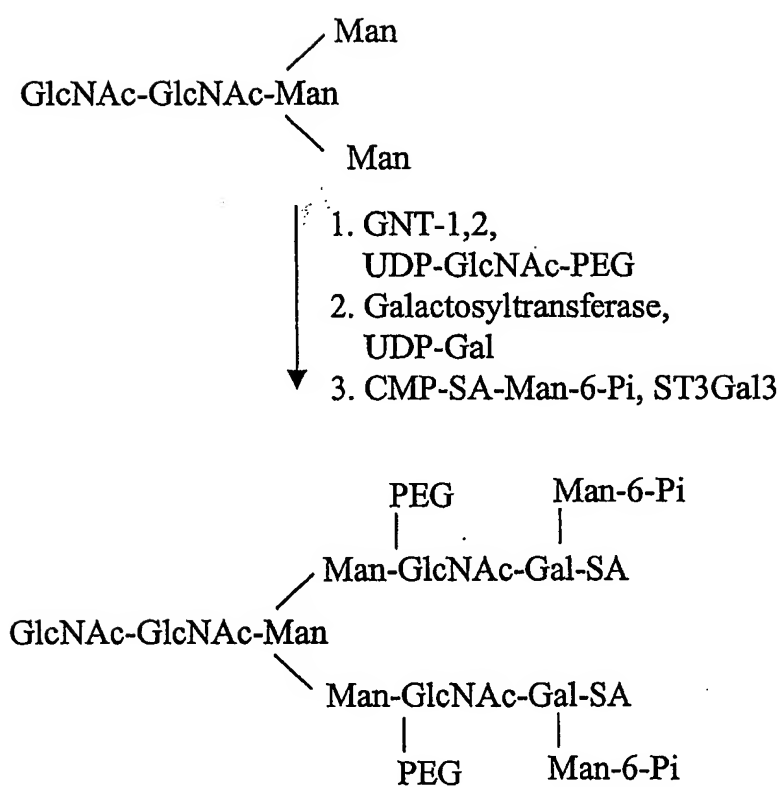 Man
GlcNAc-GlcNAc-Man
Man
1. GNT-1,2,
UDP-GlcNAc-PEG
2. Galactosyltransferase,
UDP-Gal
3. CMP-SA-Man-6-Pi, ST3Gal3
PEG Man-6-Pi
Man-GlcNAc-Gal-SA
GlcNAc-GlcNAc-Man
Man-GlcNAc-Gal-SA
PEG Man-6-Pi